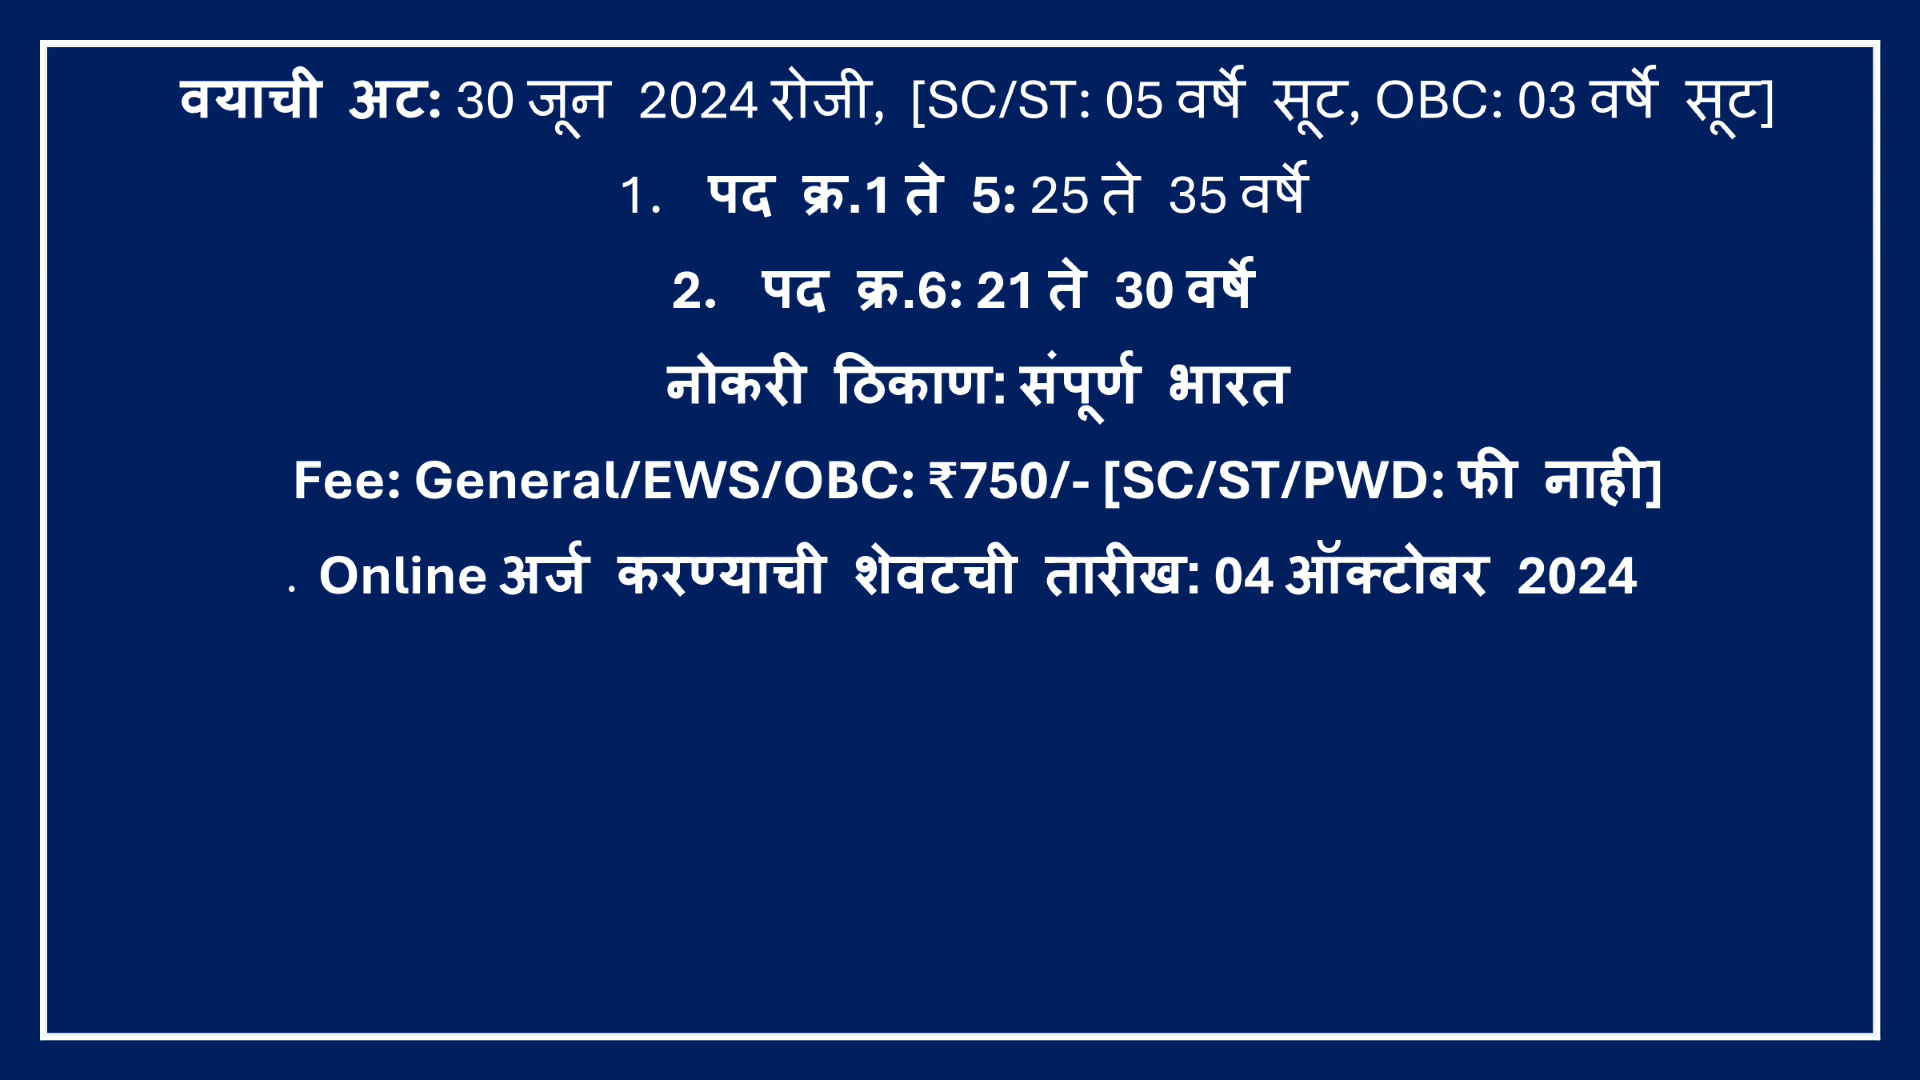 वयाची अट: 30 जून 2024 रोजी, [SC/ST: 05 वर्षे सूट, OBC: 03 वर्षे सूट]
1. पद क्र.1 ते 5: 25 ते 35 वर्षे
2. पद क्र.6: 21 ते 30 वर्षे
नोकरी ठिकाण: संपूर्ण भारत
Fee: General/EWS/OBC: ₹750/- [SC/ST/PWD: फी नाही]
. Online अर्ज करण्याची शेवटची तारीख: 04 ऑक्टोबर 2024